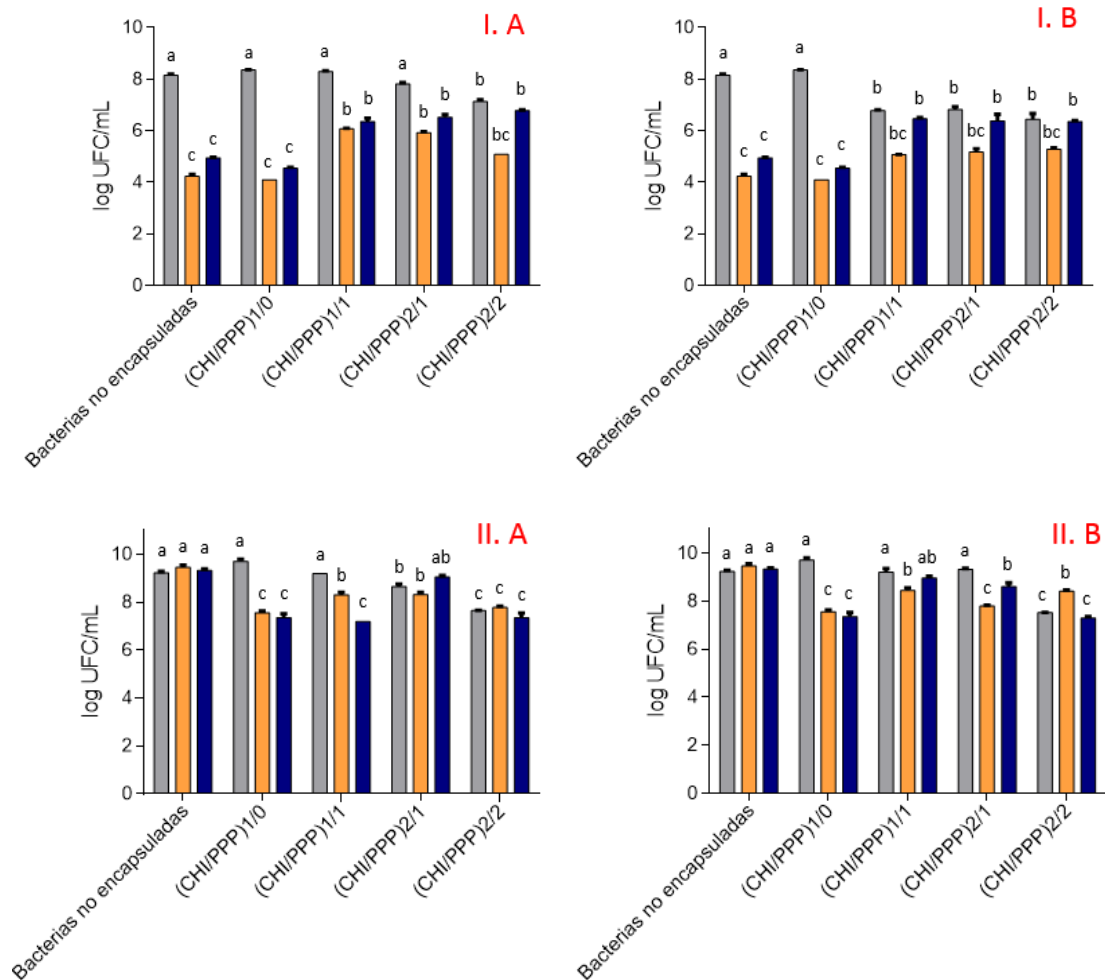 I. A
10
8
6
4
2
0
log UFC/mL
a
c
c
a
c
c
a
b
b
a
b
b
b
bc
b
Bacterias no encapsuladas
(CHI/PPP)1/0
(CHI/PPP)1/1
(CHI/PPP)2/1
(CHI/PPP)2/2
I. B
10
8
6
4
2
0
log UFC/mL
a
c
c
a
c
c
b
bc
b
b
bc
b
b
bc
b
Bacterias no encapsuladas
(CHI/PPP)1/0
(CHI/PPP)1/1
(CHI/PPP)2/1
(CHI/PPP)2/2
II. A
10
8
6
4
2
0
log UFC/mL
a
a
a
a
c
c
a
b
c
b
b
ab
c
c
c
Bacterias no encapsuladas
(CHI/PPP)1/0
(CHI/PPP)1/1
(CHI/PPP)2/1
(CHI/PPP)2/2
II. B
10
8
6
4
2
0
log UFC/mL
a
a
a
a
c
c
a
b
ab
a
c
b
c
b
c
Bacterias no encapsuladas
(CHI/PPP)1/0
(CHI/PPP)1/1
(CHI/PPP)2/1
(CHI/PPP)2/2